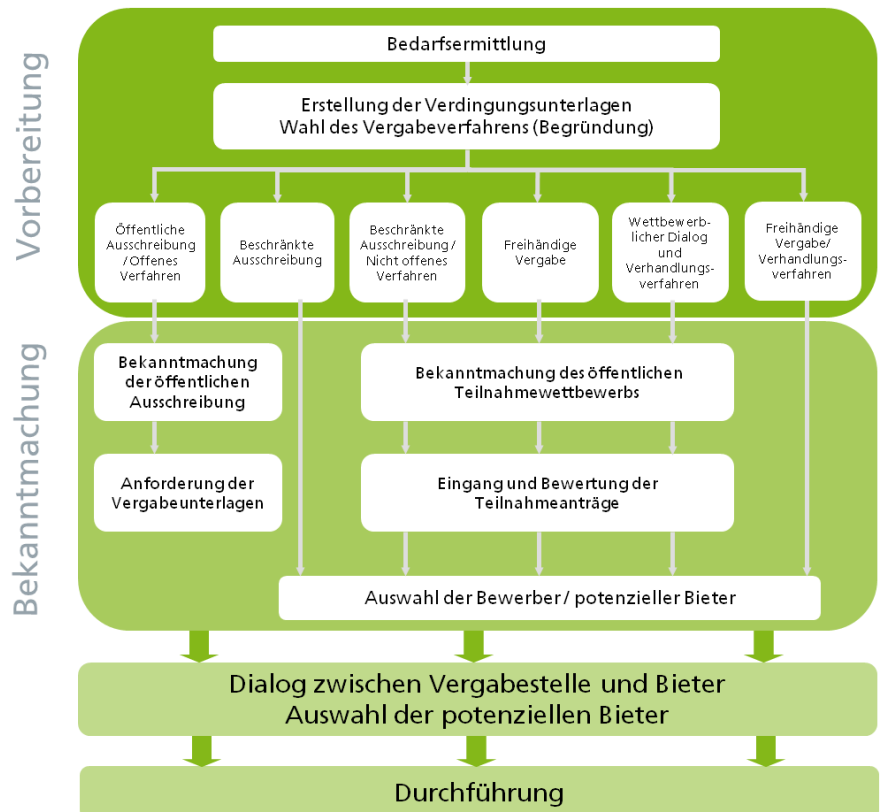 Vorbereitung
Bedarfsermittlung
Erstellung der Verdingungsunterlagen
Wahl des Vergabeverfahrens (Begründung)
Öffentliche
Ausschreibung
/ Offenes
Verfahren
Beschränkte
Ausschreibung
Beschränkte
Ausschreibung /
Nicht offenes
Verfahren
Freihändige
Vergabe
Wettbewerb-
licher Dialog
und
Verhandlungs-
verfahren
Freihändige
Vergabe/
Verhandlungs-
verfahren
Bekanntmachung
Bekanntmachung
der öffentlichen
Ausschreibung
Bekanntmachung des öffentlichen
Teilnahmewettbewerbs
Anforderung der
Vergabeunterlagen
Eingang und Bewertung der
Teilnahmeanträge
Auswahl der Bewerber / potenzieller Bieter
Dialog zwischen Vergabestelle und Bieter
Auswahl der potenziellen Bieter
Durchführung